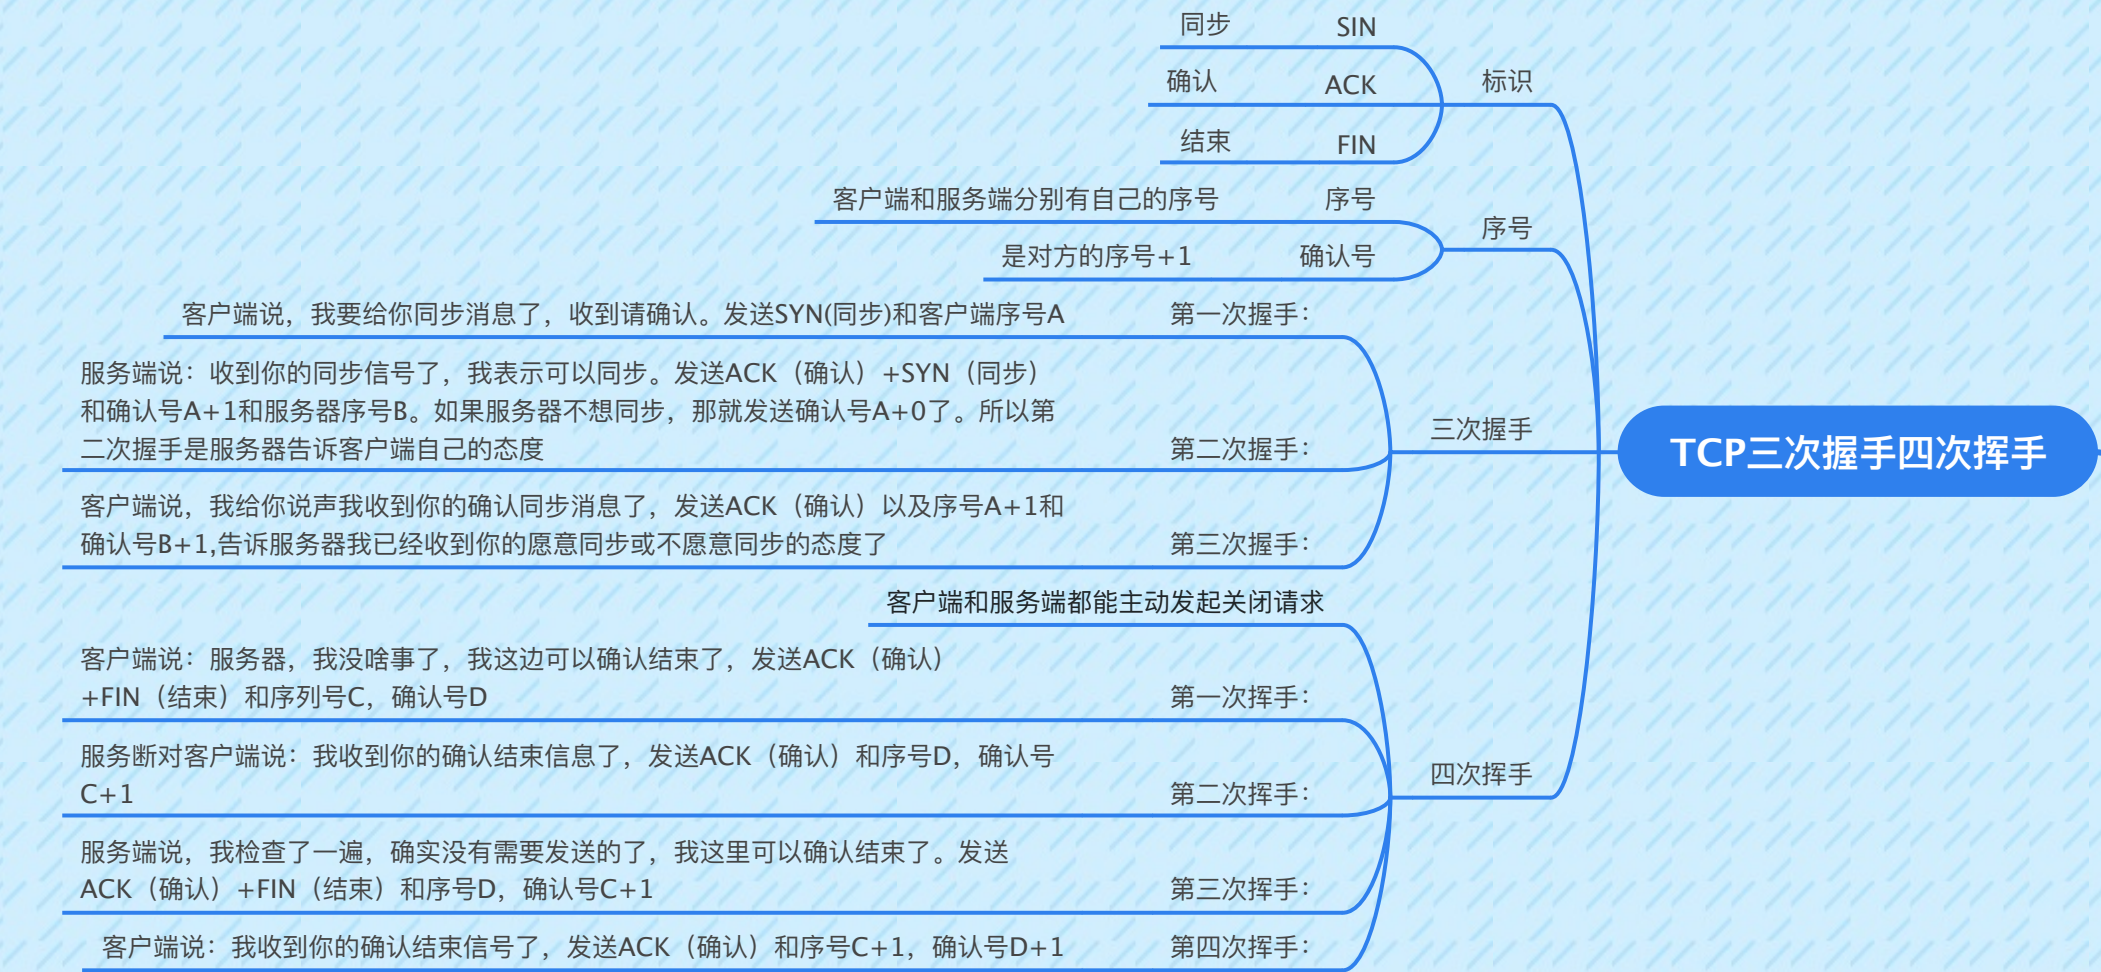 同步 SIN
确认 ACK
标识
结束 FIN
客户端和服务端分别有自己的序号 序号
序号
是对方的序号+1 确认号
客户端说，我要给你同步消息了，收到请确认。发送SYN(同步)和客户端序号A 第一次握手：
服务端说：收到你的同步信号了，我表示可以同步。发送ACK（确认）+SYN（同步）
和确认号A+1和服务器序号B。如果服务器不想同步，那就发送确认号A+0了。所以第
二次握手是服务器告诉客户端自己的态度 第二次握手：
三次握手
TCP三次握手四次挥手
客户端说，我给你说声我收到你的确认同步消息了，发送ACK（确认）以及序号A+1和
确认号B+1,告诉服务器我已经收到你的愿意同步或不愿意同步的态度了 第三次握手：
客户端和服务端都能主动发起关闭请求
客户端说：服务器，我没啥事了，我这边可以确认结束了，发送ACK（确认）
+FIN（结束）和序列号C，确认号D 第一次挥手：
服务断对客户端说：我收到你的确认结束信息了，发送ACK（确认）和序号D，确认号
C+1 第二次挥手：
四次挥手
服务端说，我检查了一遍，确实没有需要发送的了，我这里可以确认结束了。发送
ACK（确认）+FIN（结束）和序号D，确认号C+1 第三次挥手：
客户端说：我收到你的确认结束信号了，发送ACK（确认）和序号C+1，确认号D+1 第四次挥手：